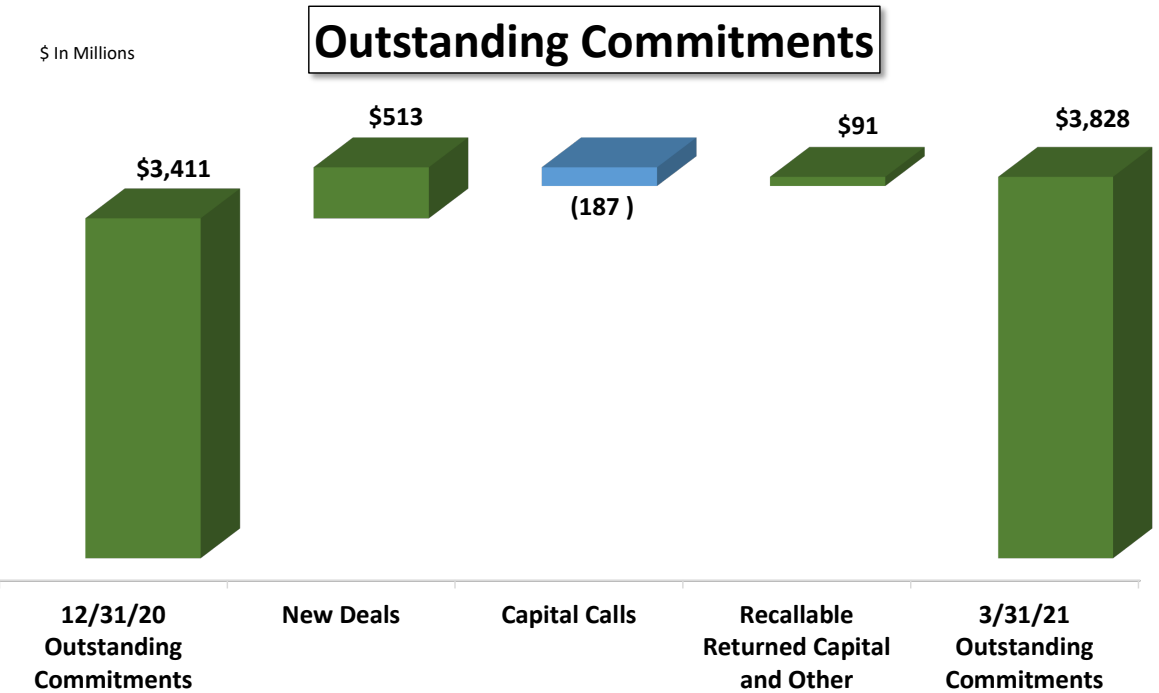 Outstanding Commitments
$ In Millions
$3,411
$513
(187 )
$91
$3,828
12/31/20
Outstanding
Commitments
New Deals
Capital Calls
Recallable
Returned Capital
and Other
3/31/21
Outstanding
Commitments